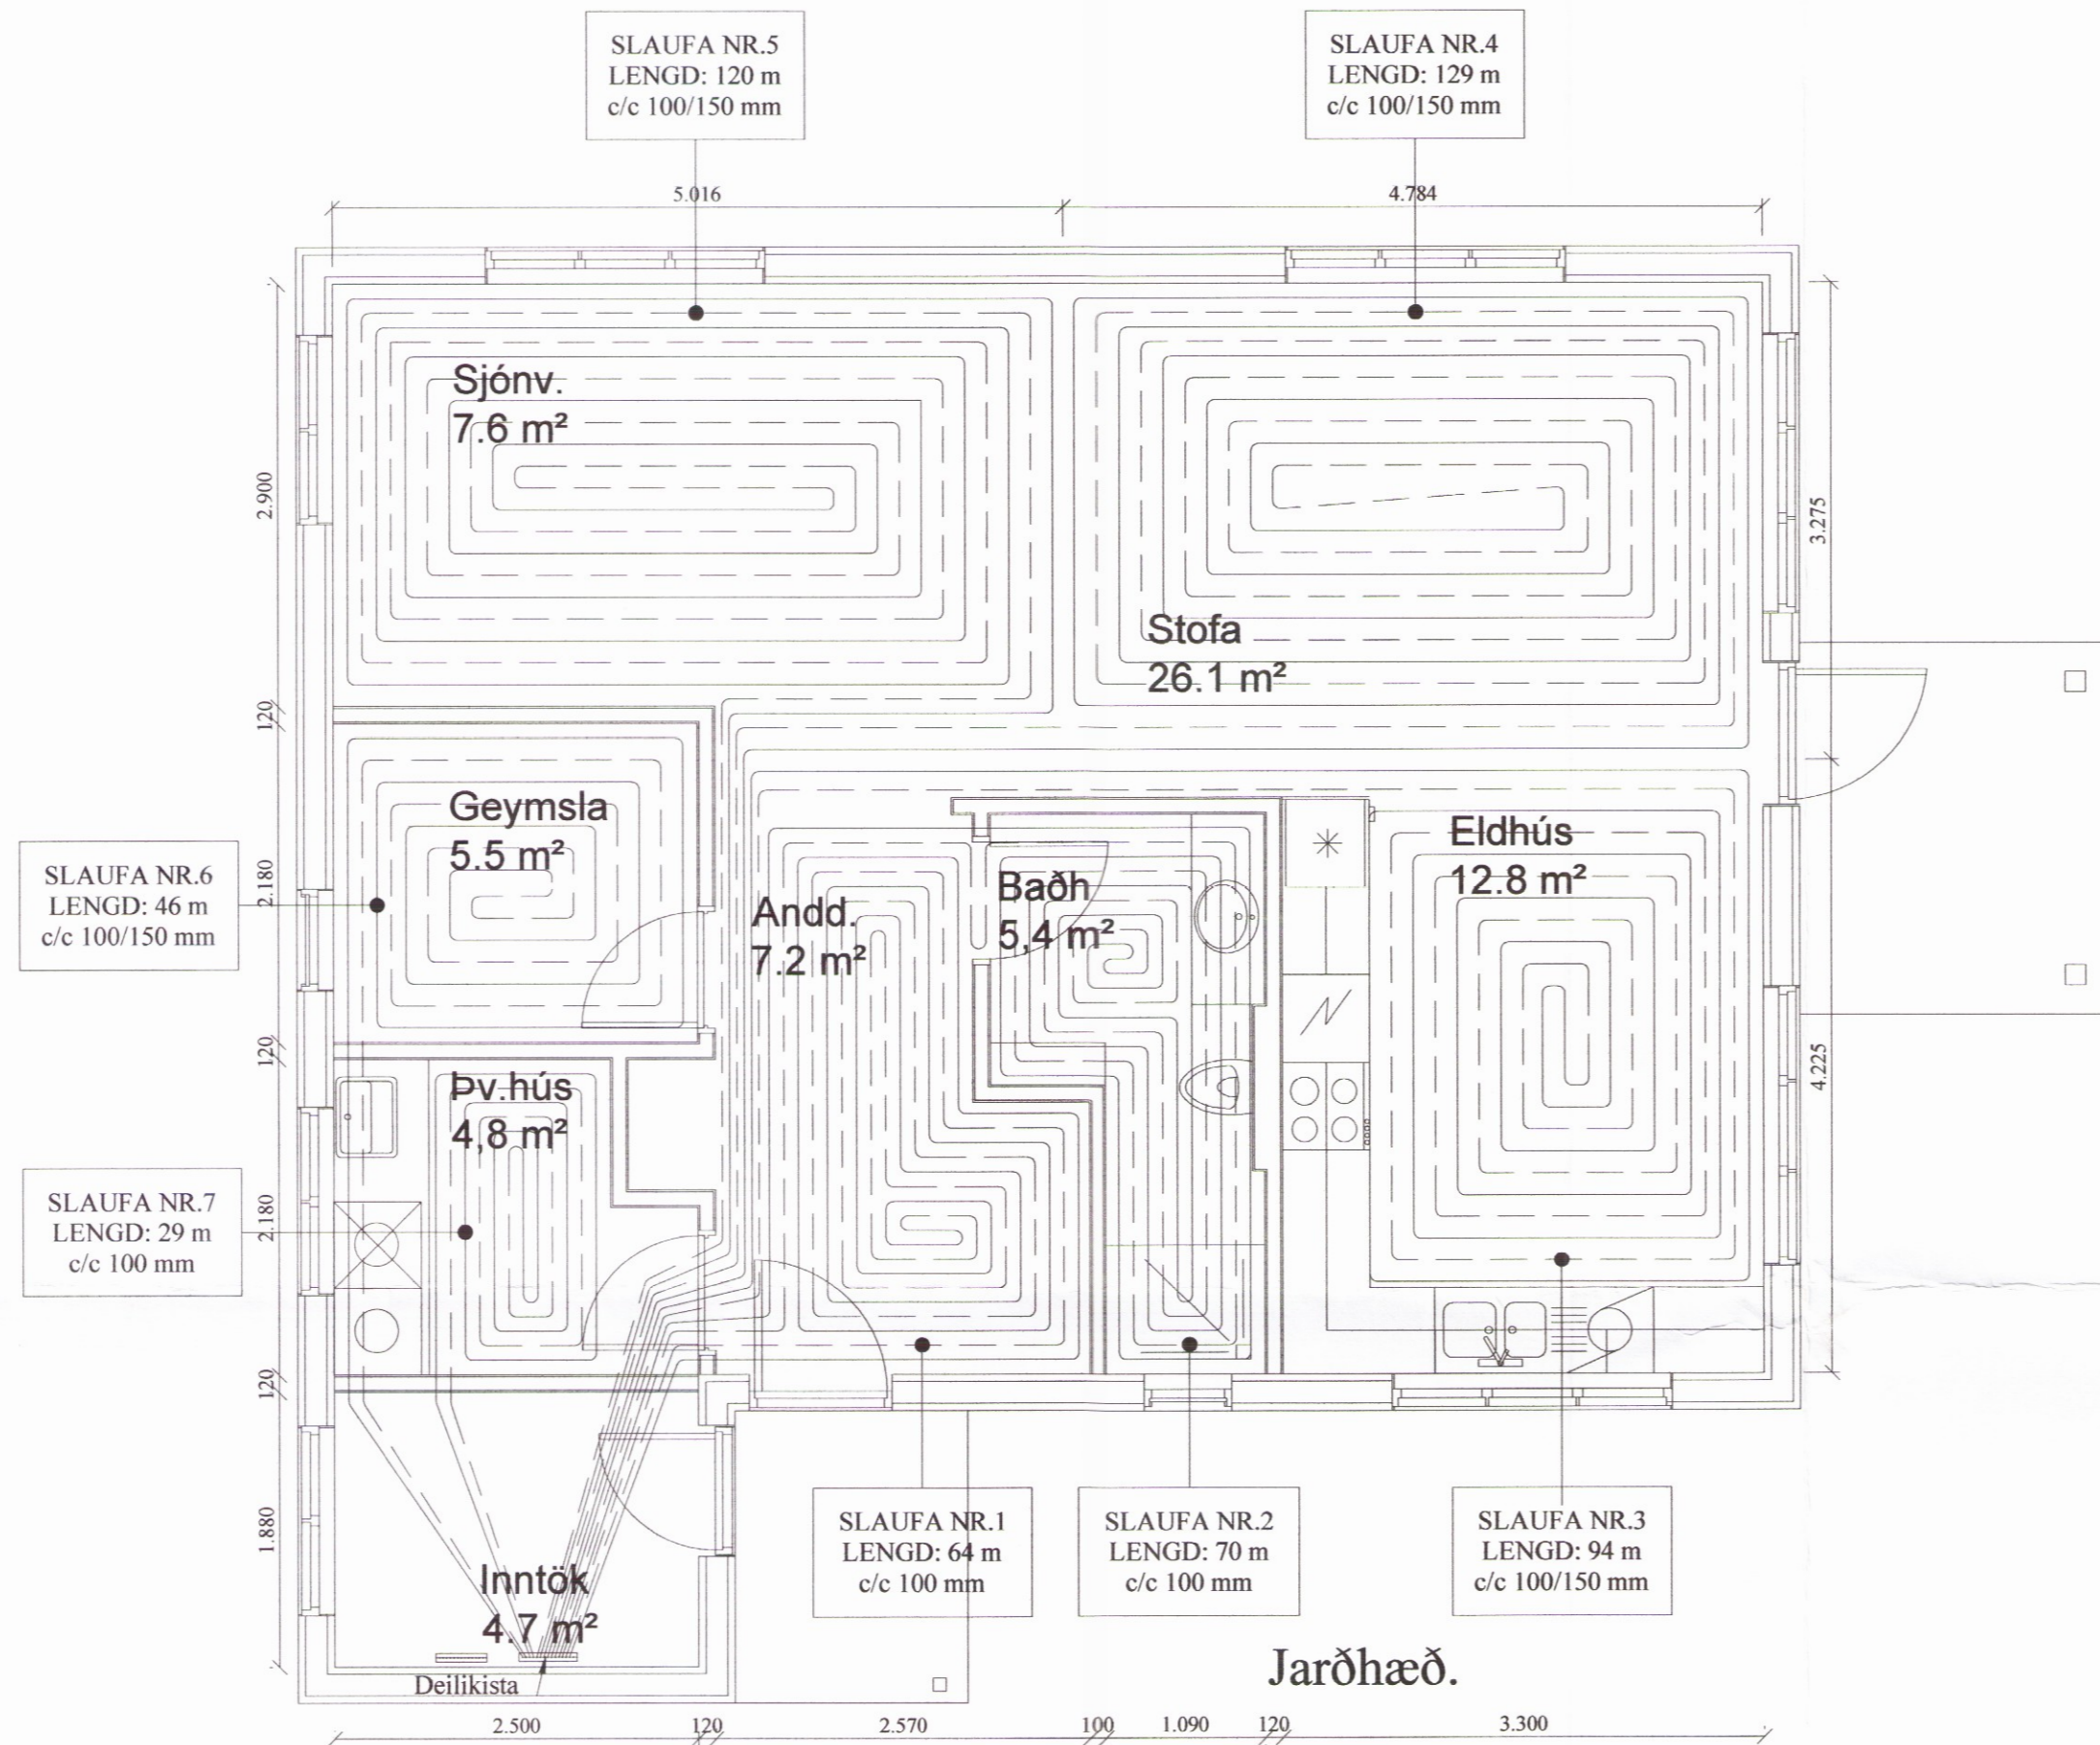 SLAUFA NR.5
LENGD: 120 m
c/c 100/150 mm
SLAUFA NR.4
LENGD: 129 m
c/c 100/150 mm
5.016
4.784
Sjónv.
7.6 m²
2.900
3.275
Stofa
26.1 m²
120
Geymsla
5.5 m²
Eldhús
12.8 m²
Baðh
5,4 m²
Andd.
7.2 m²
SLAUFA NR.6
LENGD: 46 m
c/c 100/150 mm
2.180
120
4.225
Þv.hús
4,8 m²
SLAUFA NR.7
LENGD: 29 m
c/c 100 mm
2.180
120
1.880
SLAUFA NR.1
LENGD: 64 m
c/c 100 mm
SLAUFA NR.2
LENGD: 70 m
c/c 100 mm
SLAUFA NR.3
LENGD: 94 m
c/c 100/150 mm
Inntök
4.7 m²
Deilikista
Jarðhæð.
2.500
120
2.570
100
1.090
120
3.300